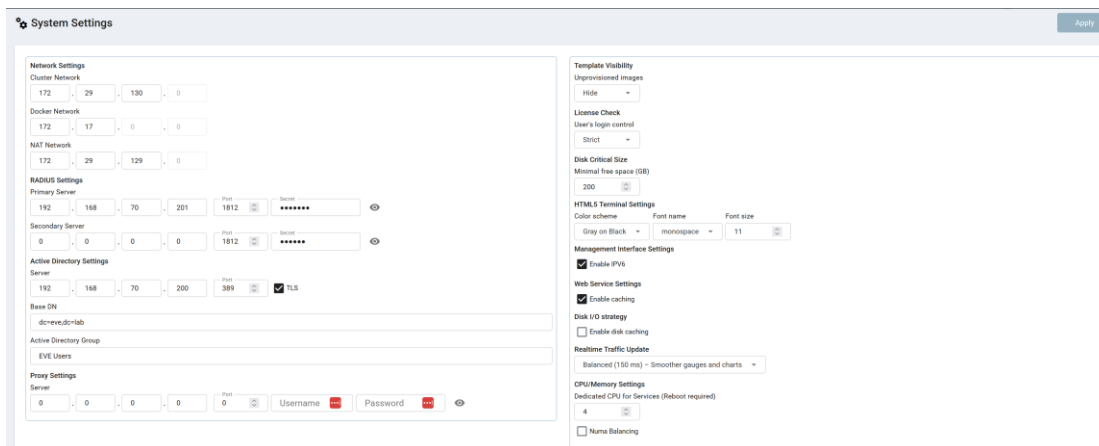 System Settings
Apply
Network Settings
Cluster Network
172 . 29 . 130 . 0
Docker Network
172 . 17 . 0 . 0
NAT Network
172 . 29 . 129 . 0
RADIUS Settings
Primary Server
192 . 168 . 70 . 201 Port 1812 Secret •••••••
Secondary Server
0 . 0 . 0 . 0 Port 1812 Secret ••••••
Active Directory Settings
Server
192 . 168 . 70 . 200 Port 389 TLS
Base DN
dc=eve,dc=lab
Active Directory Group
EVE Users
Proxy Settings
Server
0 . 0 . 0 . 0 Port 0 Username Password
Template Visibility
Unprovisioned images
Hide
License Check
User's login control
Strict
Disk Critical Size
Minimal free space (GB)
200
HTML5 Terminal Settings
Color scheme Font name Font size
Gray on Black monospace 11
Management Interface Settings
Enable IPV6
Web Service Settings
Enable caching
Disk I/O strategy
Enable disk caching
Realtime Traffic Update
Balanced (150 ms) – Smoother gauges and charts
CPU/Memory Settings
Dedicated CPU for Services (Reboot required)
4
Numa Balancing